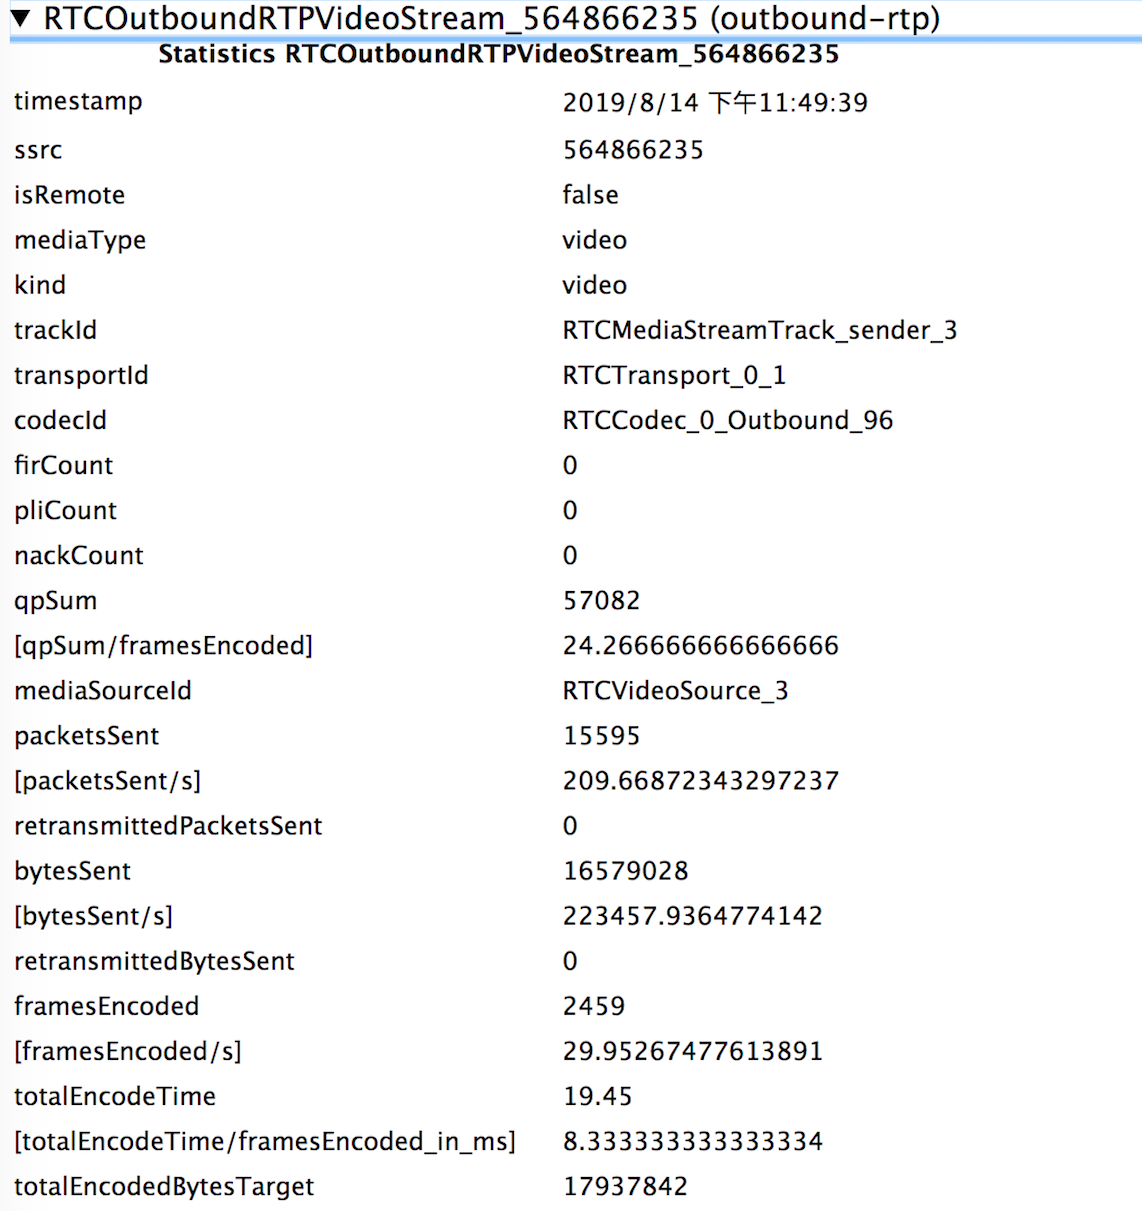 ▼ RTCOutboundRTPVideoStream_564866235 (outbound-rtp)
Statistics RTCOutboundRTPVideoStream_564866235
timestamp 2019/8/14 下午11:49:39
ssrc 564866235
isRemote false
mediaType video
kind video
trackId RTCMediaStreamTrack_sender_3
transportId RTCTransport_0_1
codecId RTCCodec_0_Outbound_96
firCount 0
pliCount 0
nackCount 0
qpSum 57082
[qpSum/framesEncoded] 24.266666666666666
mediaSourceId RTCVideoSource_3
packetsSent 15595
[packetsSent/s] 209.66872343297237
retransmittedPacketsSent 0
bytesSent 16579028
[bytesSent/s] 223457.9364774142
retransmittedBytesSent 0
framesEncoded 2459
[framesEncoded/s] 29.95267477613891
totalEncodeTime 19.45
[totalEncodeTime/framesEncoded_in_ms] 8.333333333333334
totalEncodedBytesTarget 17937842